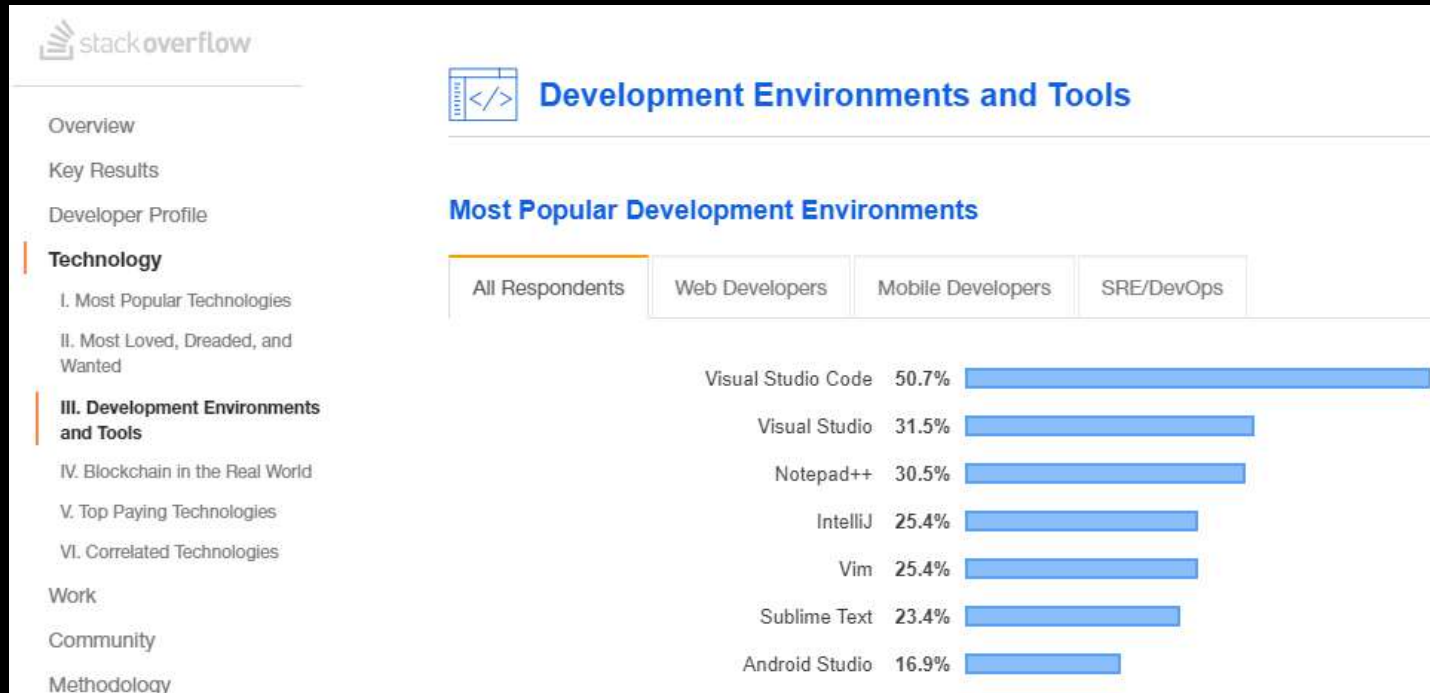 stackoverflow
Overview
Key Results
Developer Profile
Technology
I. Most Popular Technologies
II. Most Loved, Dreaded, and
Wanted
III. Development Environments
and Tools
IV. Blockchain in the Real World
V. Top Paying Technologies
VI. Correlated Technologies
Work
Community
Methodology
</> Development Environments and Tools
Most Popular Development Environments
All Respondents Web Developers Mobile Developers SRE/DevOps
Visual Studio Code 50.7%
Visual Studio 31.5%
Notepad++ 30.5%
IntelliJ 25.4%
Vim 25.4%
Sublime Text 23.4%
Android Studio 16.9%